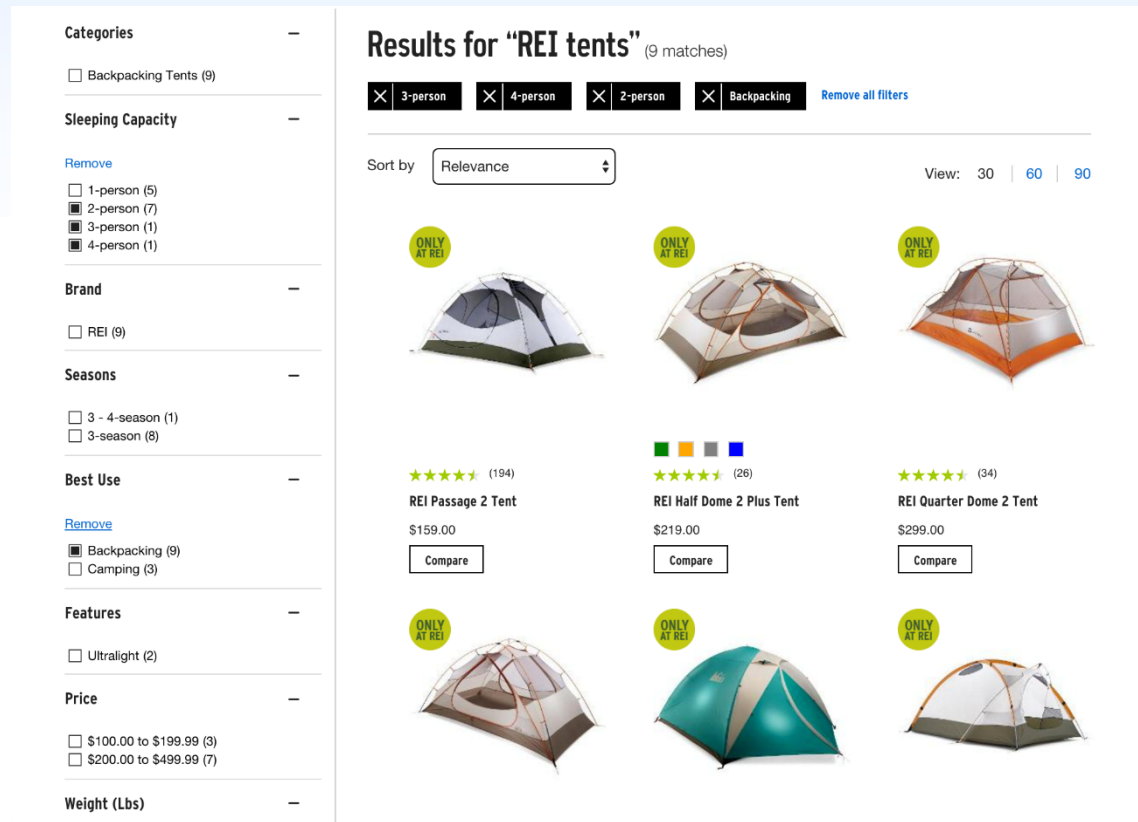 Categories
Backpacking Tents (9)
Sleeping Capacity
Remove
1-person (5)
2-person (7)
3-person (1)
4-person (1)
Brand
REI (9)
Seasons
3 - 4-season (1)
3-season (8)
Best Use
Remove
Backpacking (9)
Camping (3)
Features
Ultralight (2)
Price
$100.00 to $199.99 (3)
$200.00 to $499.99 (7)
Weight (Lbs)
Results for “REI tents” (9 matches)
3-person 4-person 2-person Backpacking Remove all filters
Sort by Relevance
View: 30 60 90
ONLY AT REI
ONLY AT REI
ONLY AT REI
(194) (26) (34)
REI Passage 2 Tent REI Half Dome 2 Plus Tent REI Quarter Dome 2 Tent
$159.00 $219.00 $299.00
Compare Compare Compare
ONLY AT REI
ONLY AT REI
ONLY AT REI